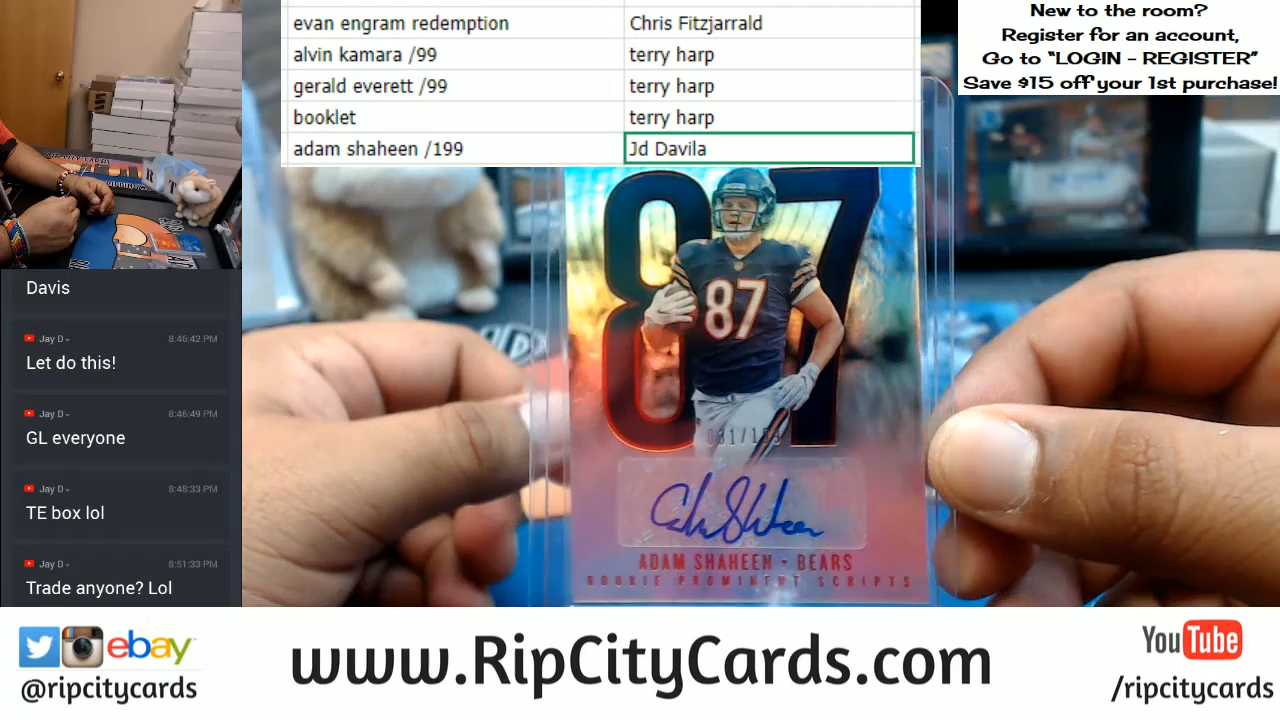 evan engram redemption Chris Fitzjarrald
alvin kamara /99 terry harp
gerald everett /99 terry harp
booklet terry harp
adam shaheen /199 Jd Davila
New to the room?
Register for an account,
Go to “LOGIN - REGISTER”
Save $15 off your 1st purchase!
RIP CITY CARDS
Davis
Jay D 8:46:42 PM
Let do this!
Jay D 8:46:49 PM
GL everyone
Jay D 8:48:33 PM
TE box lol
Jay D 8:51:33 PM
Trade anyone? Lol
87
87
ADAM SHAHEEN - BEARS
ROOKIE PROMINENT SCRIPTS
ebay
@ripcitycards
www.RipCityCards.com
YouTube
/ripcitycards